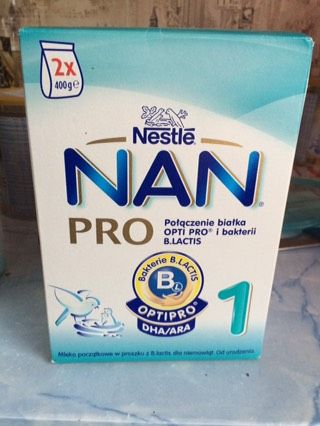 2x
400g e
Nestlé
NAN
PRO
Połączenie białka
OPTI PRO® i bakterii
B.LACTIS
Bakterie B.LACTIS
B
L
OPTIPRO®
DHA/ARA
1
Mleko początkowe w proszku z B.lactis, dla niemowląt. Od urodzenia.